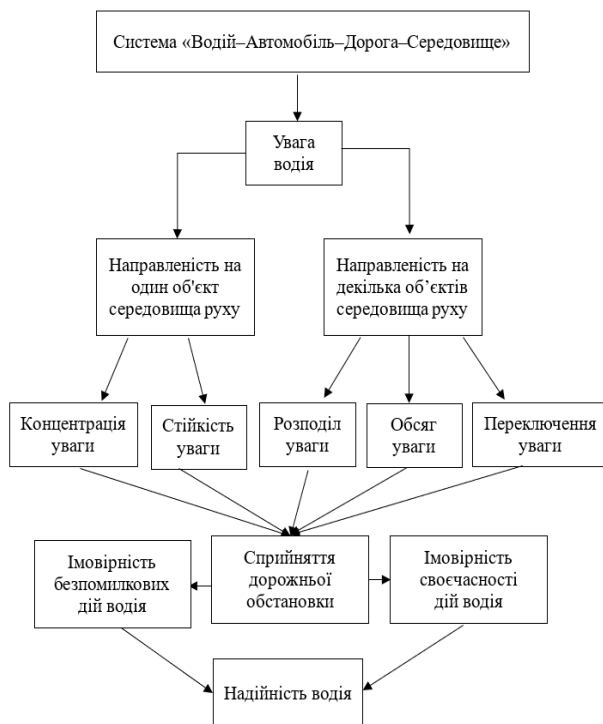 Система «Водій–Автомобіль–Дорога–Середовище»
Увага
водія
Направленість на
один об'єкт
середовища руху
Направленість на
декілька об’єктів
середовища руху
Концентрація
уваги
Стійкість
уваги
Розподіл
уваги
Обсяг
уваги
Переключення
уваги
Імовірність
безпомилкових
дій водія
Сприйняття
дорожньої
обстановки
Імовірність
своєчасності
дій водія
Надійність водія